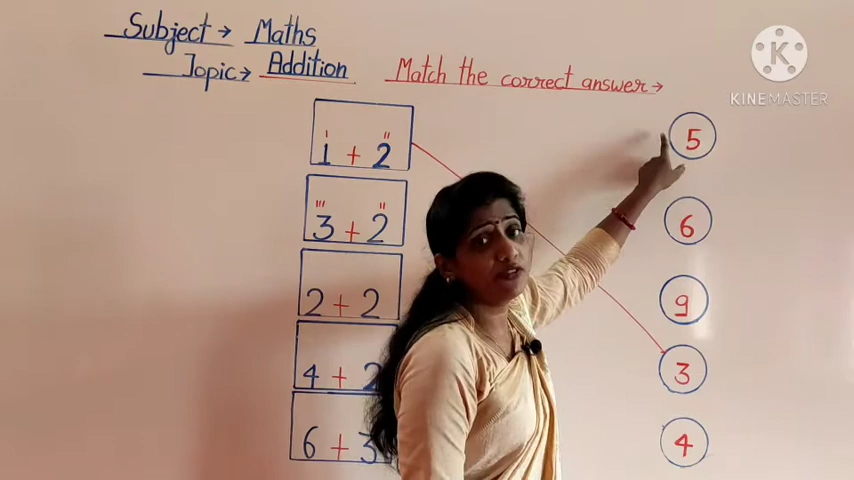 Subject → Maths
Topic → Addition
Match the correct answer →
K
KINEMASTER
1 + 2
5
3 + 2
6
2 + 2
9
4 + 2
3
6 + 3
4